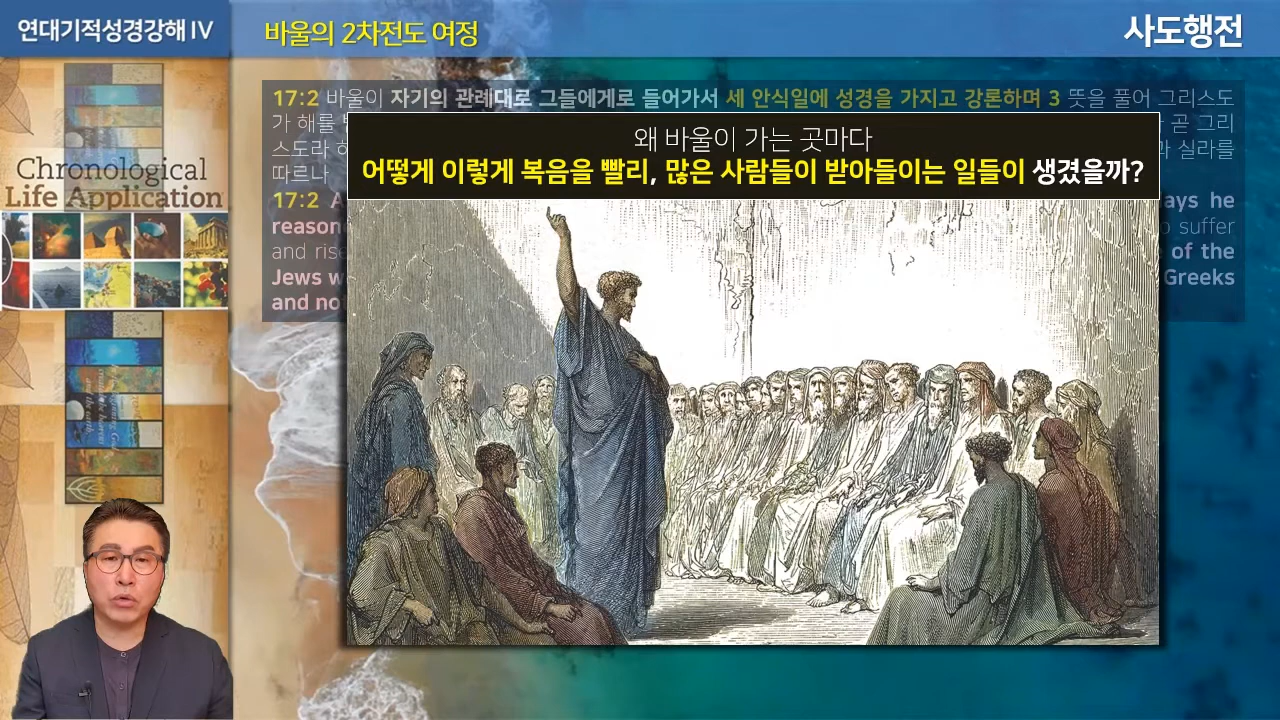 연대기적성경강해 IV
바울의 2차전도 여정
사도행전
Chronological
Life Application
17:2 바울이 자기의 관례대로 그들에게로 들어가서 세 안식일에 성경을 가지고 강론하며 3 뜻을 풀어 그리스도
가 해를
곧 그리
스도라
실라를
따르나
왜 바울이 가는 곳마다
어떻게 이렇게 복음을 빨리, 많은 사람들이 받아들이는 일들이 생겼을까?
17:2
he
suffer
and
of the
Jews
Greeks
and